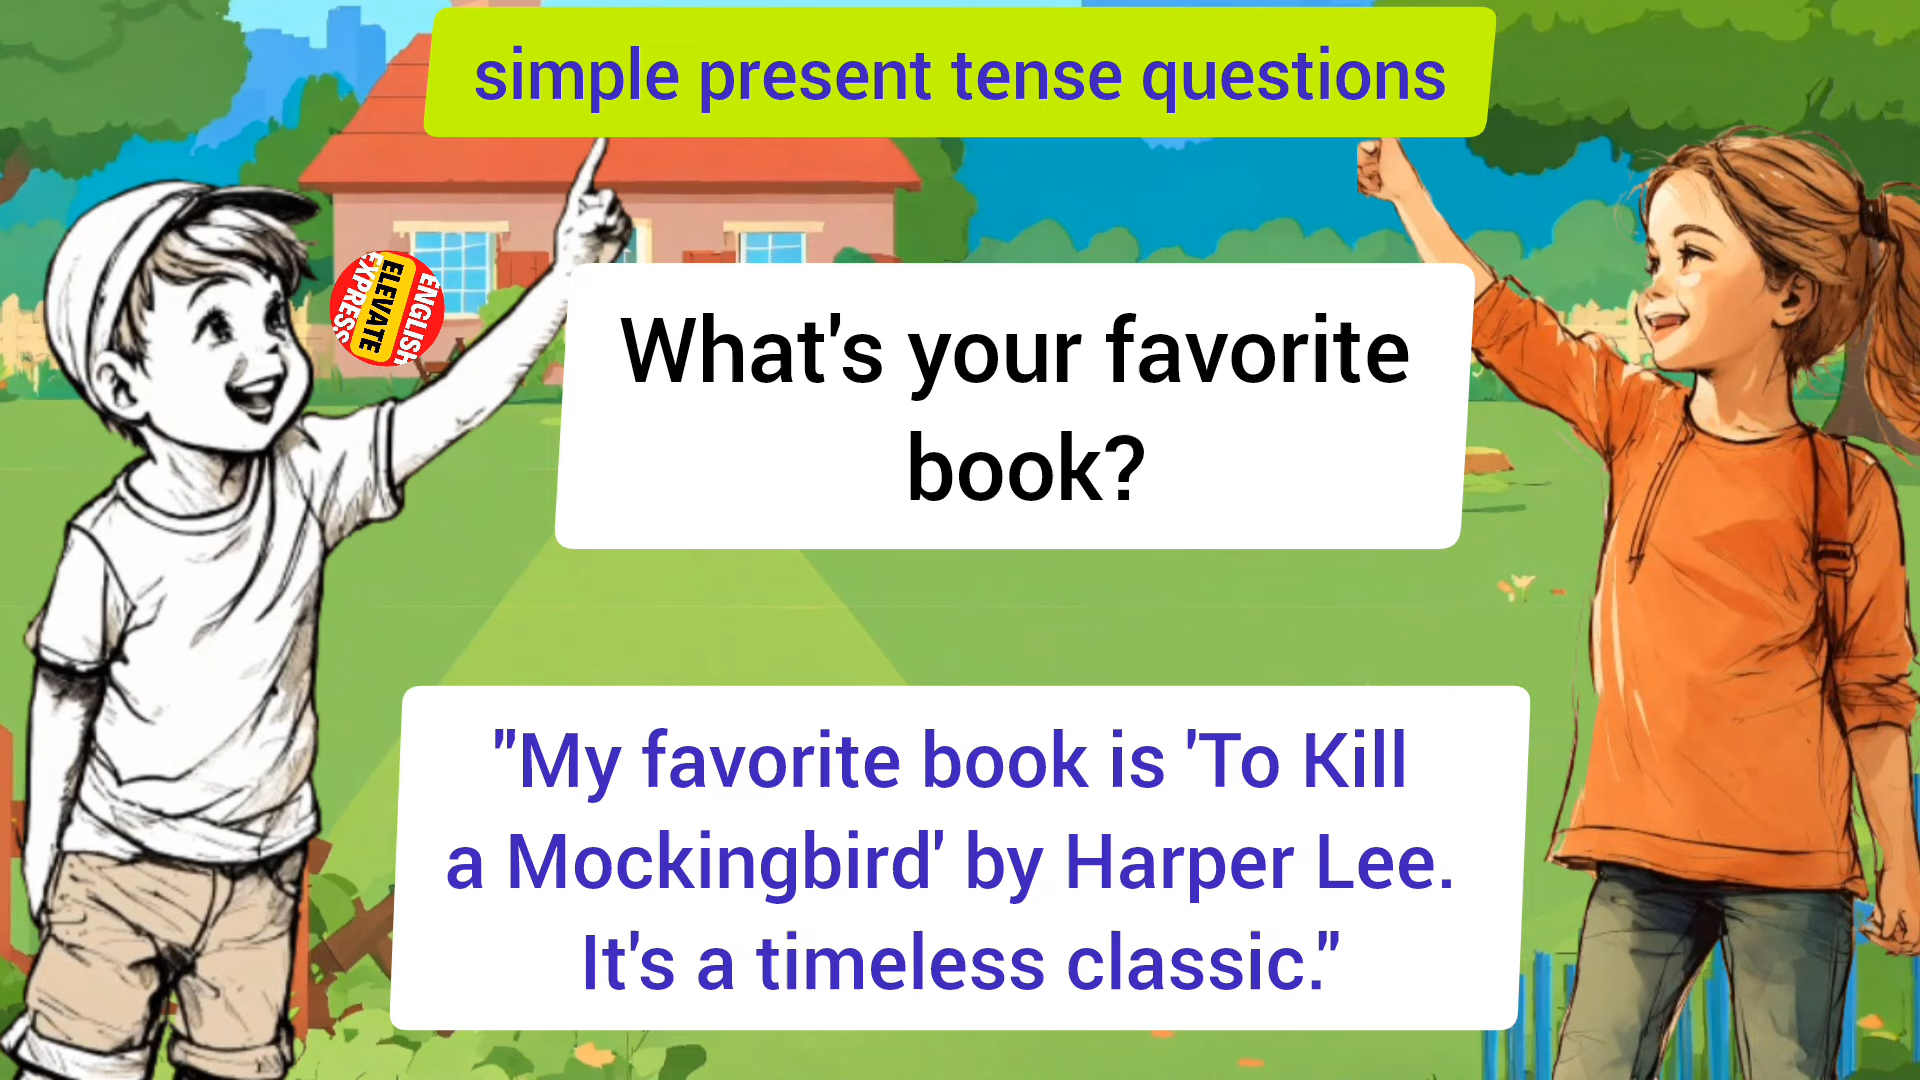 simple present tense questions
EXPRESS
ELEVATE
ENGLISH
What's your favorite
book?
"My favorite book is 'To Kill
a Mockingbird' by Harper Lee.
It's a timeless classic."